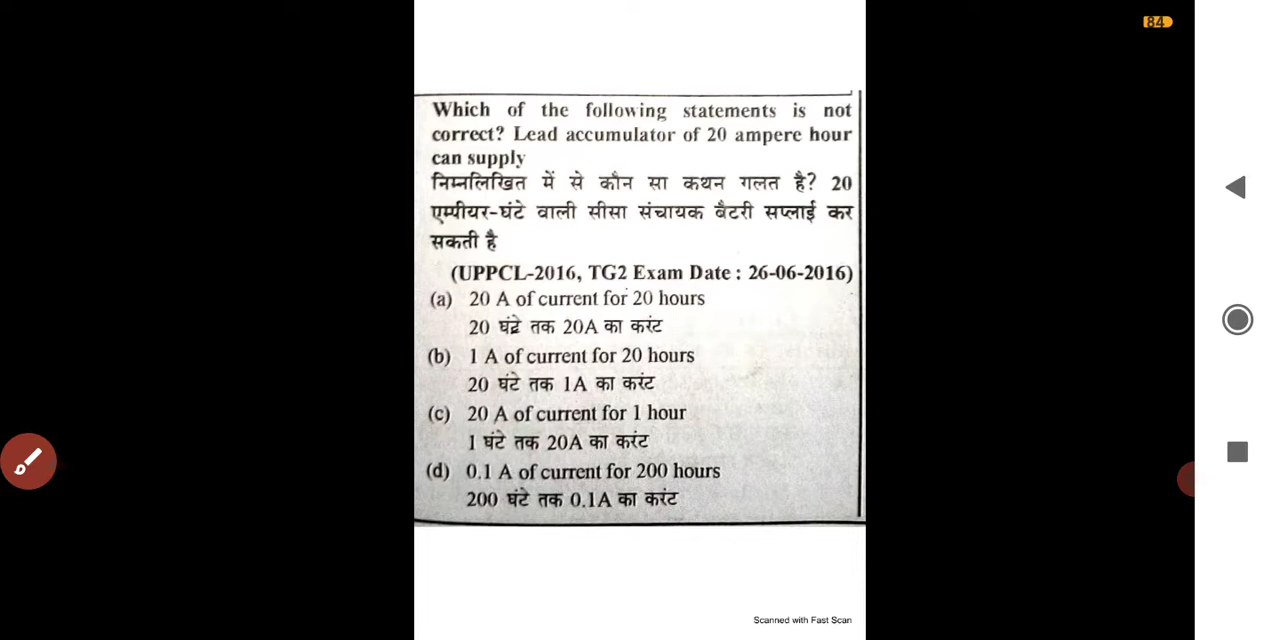 84
Which of the following statements is not
correct? Lead accumulator of 20 ampere hour
can supply
निम्नलिखित में से कौन सा कथन गलत है? 20
एम्पीयर-घंटे वाली सीसा संचायक बैटरी सप्लाई कर
सकती है
(UPPCL-2016, TG2 Exam Date : 26-06-2016)
(a) 20 A of current for 20 hours
20 घंटे तक 20A का करंट
(b) 1 A of current for 20 hours
20 घंटे तक 1A का करंट
(c) 20 A of current for 1 hour
1 घंटे तक 20A का करंट
(d) 0.1 A of current for 200 hours
200 घंटे तक 0.1A का करंट
Scanned with Fast Scan